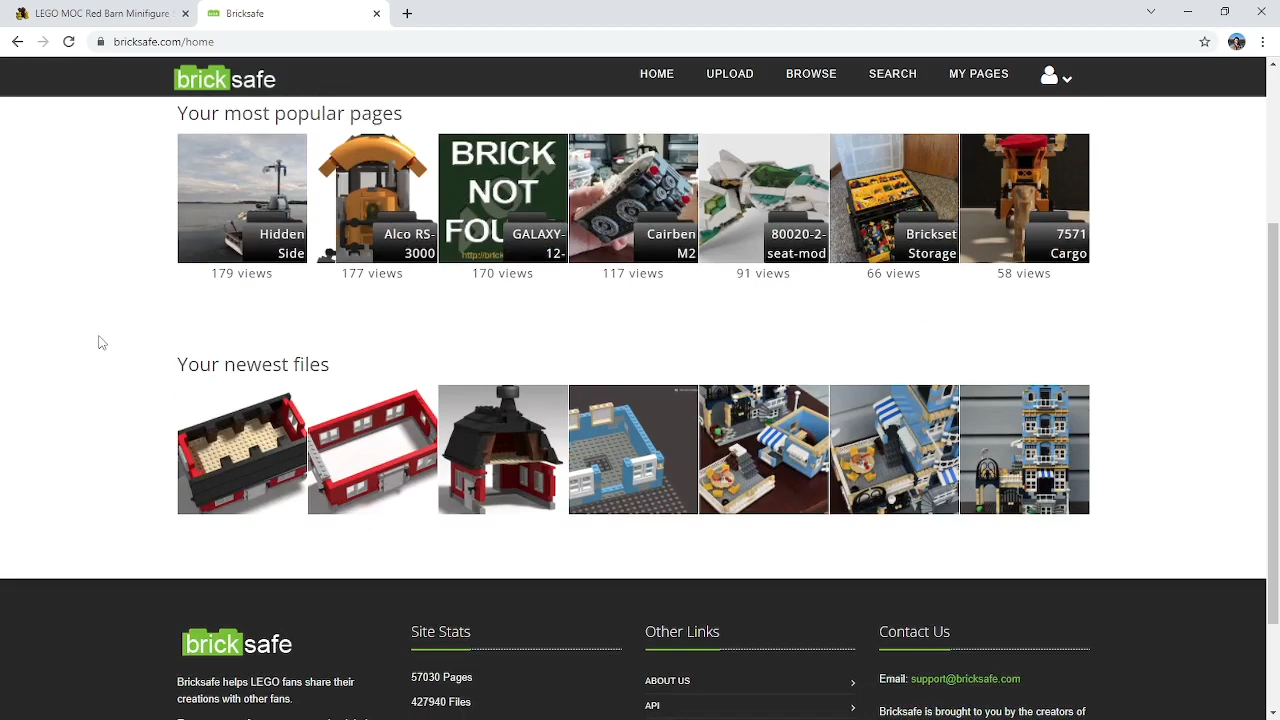 LEGO MOC Red Barn Minifigure
Bricksafe
bricksafe.com/home
bricksafe
HOME
UPLOAD
BROWSE
SEARCH
MY PAGES
Your most popular pages
Hidden
Side
Alco RS-
3000
BRICK
NOT
FOU
http://brick
GALAXY-
12-
Cairben
M2
80020-2-
seat-mod
Brickset
Storage
7571
Cargo
179 views
177 views
170 views
117 views
91 views
66 views
58 views
Your newest files
bricksafe
Bricksafe helps LEGO fans share their
creations with other fans.
Site Stats
57030 Pages
427940 Files
Other Links
ABOUT US
API
Contact Us
Email: support@bricksafe.com
Bricksafe is brought to you by the creators of